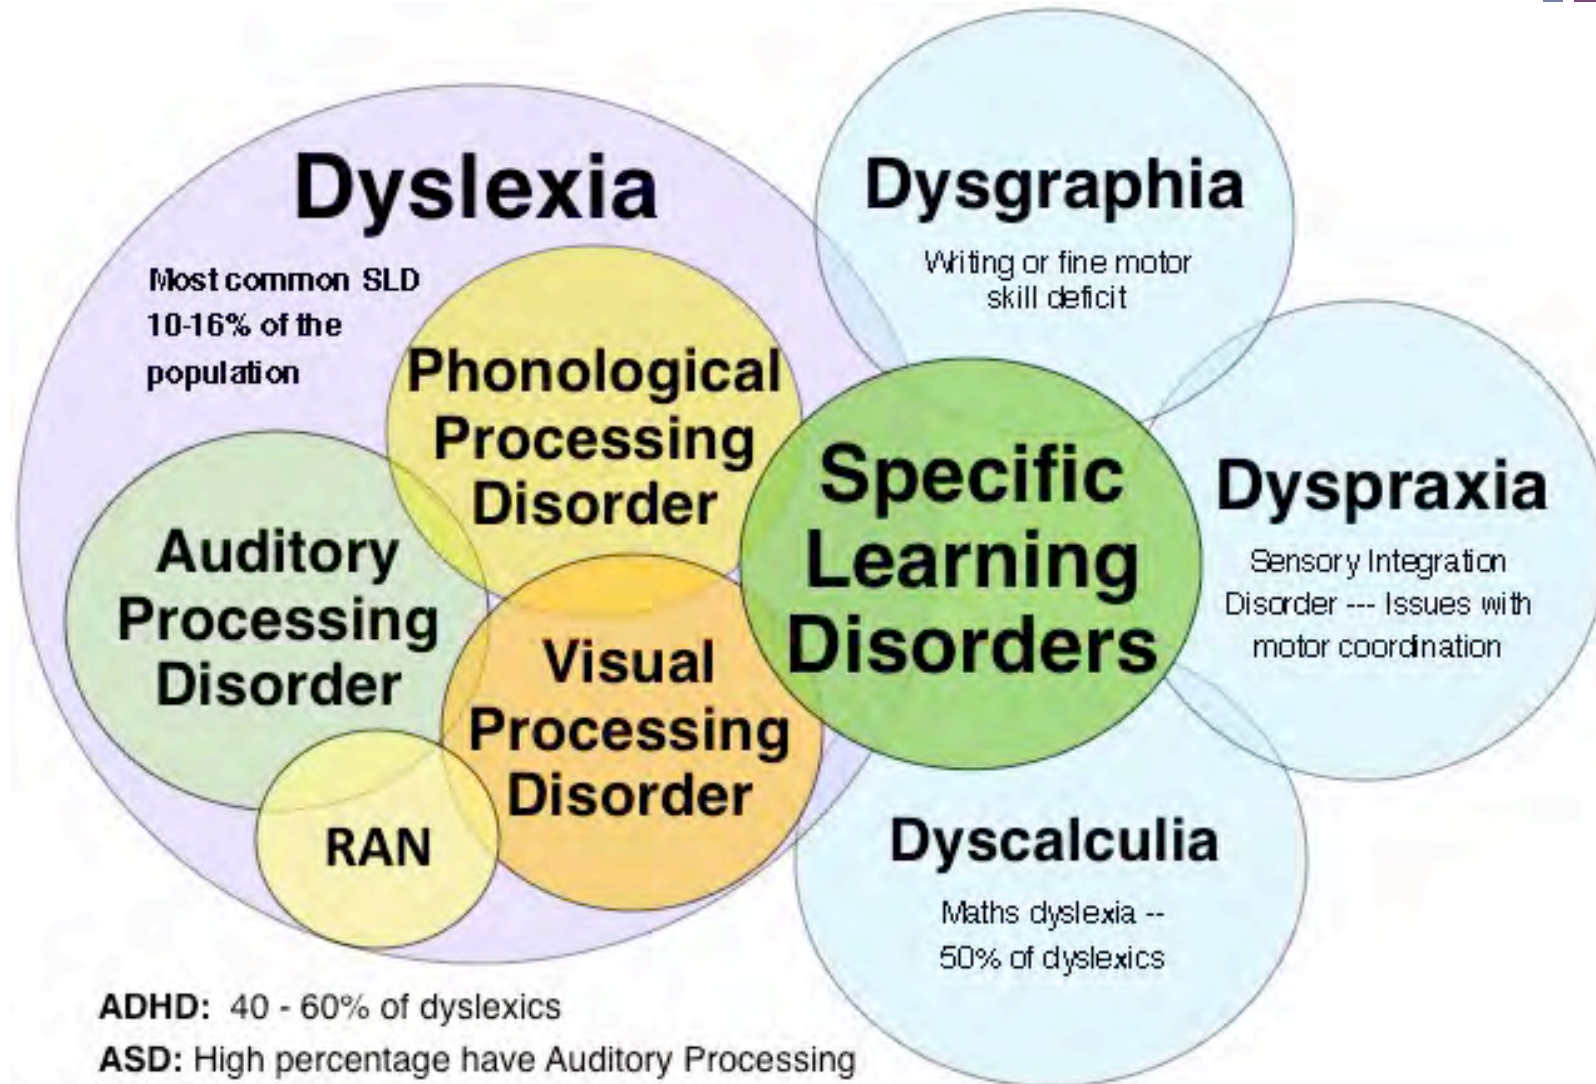 Dyslexia
Most common SLD
10-16% of the
population
Phonological
Processing
Disorder
Auditory
Processing
Disorder
Visual
Processing
Disorder
RAN
Specific
Learning
Disorders
Dysgraphia
Writing or fine motor
skill deficit
Dyspraxia
Sensory Integration
Disorder --- Issues with
motor coordination
Dyscalculia
Maths dyslexia --
50% of dyslexics
ADHD: 40 - 60% of dyslexics
ASD: High percentage have Auditory Processing